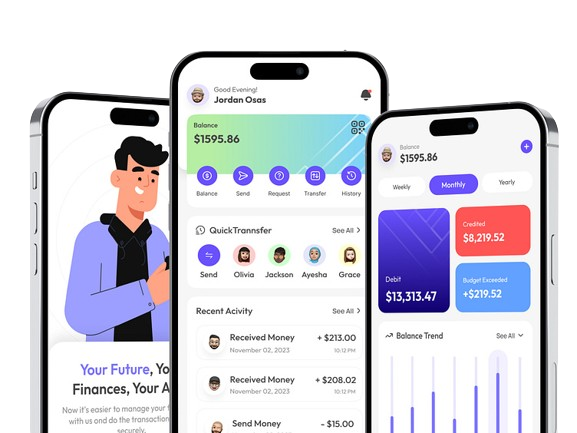 Your Future, Yo
Finances, Your A
Now it's easier to manage your
with us ond do the transaction
securely.
Good Evening!
Jordan Osas
Balance
$1595.86
Balance
Send
Request
Transfer
History
QuickTrannsfer
See All
Send
Olivia
Jackson
Ayesha
Grace
Recent Acivity
See All
Received Money
+ $213.00
November 02, 2023
10:12 PM
Received Money
+ $208.02
November 02, 2023
10:12 PM
Send Money
- $15.00
Balance
$1595.86
Weekly
Monthly
Yearly
Debit
$13,313.47
Credited
$8,219.52
Budget Exceeded
+$219.52
Balance Trend
See All